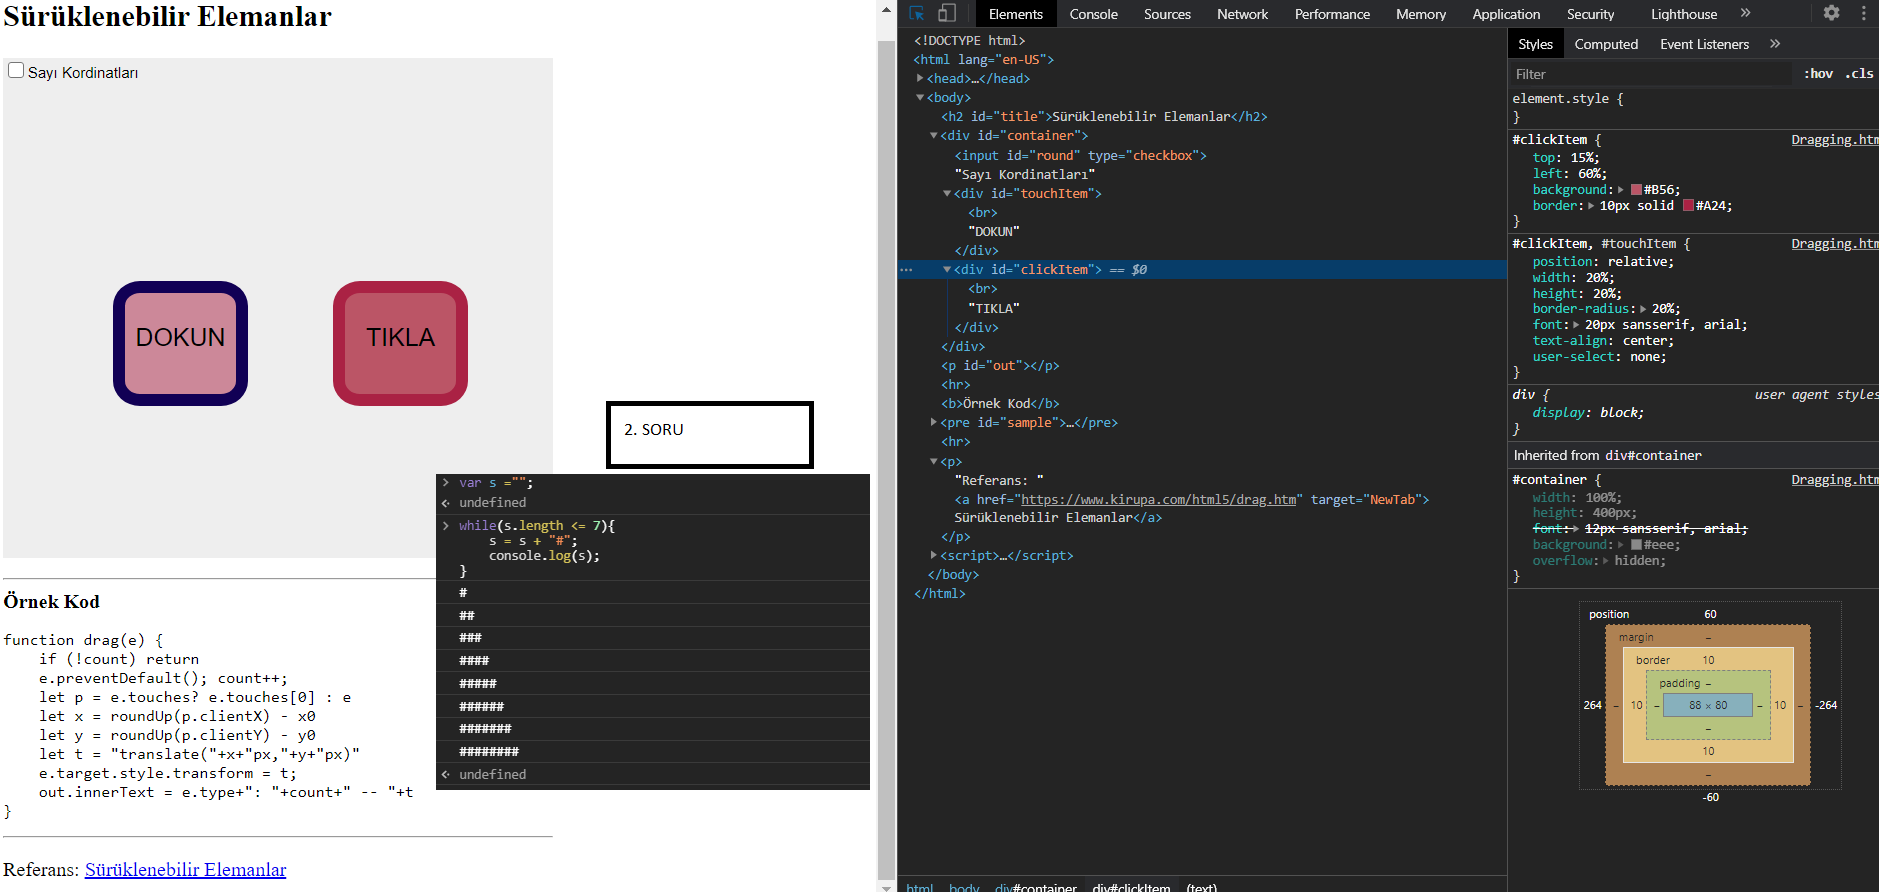 Sürüklenebilir Elemanlar
Sayı Kordinatları
DOKUN
TIKLA
2. SORU
> var s ="";
undefined
> while(s.length <= 7){
s = s + "#";
console.log(s);
}
#
##
###
####
#####
######
#######
########
undefined
Örnek Kod
function drag(e) {
if (!count) return
e.preventDefault(); count++;
let p = e.touches? e.touches[0] : e
let x = roundUp(p.clientX) - x0
let y = roundUp(p.clientY) - y0
let t = "translate("+x+"px,"+y+"px)"
e.target.style.transform = t;
out.innerText = e.type+": "+count+" -- "+t
}
Referans: Sürüklenebilir Elemanlar
Elements Console Sources Network Performance Memory Application Security Lighthouse »
<!DOCTYPE html>
<html lang="en-US">
<head>…</head>
<body>
<h2 id="title">Sürüklenebilir Elemanlar</h2>
<div id="container">
<input id="round" type="checkbox">
"Sayı Kordinatları"
<div id="touchItem">
<br>
"DOKUN"
</div>
<div id="clickItem"> == $0
<br>
"TIKLA"
</div>
</div>
<p id="out"></p>
<hr>
<b>Örnek Kod</b>
<pre id="sample">…</pre>
<hr>
<p>
"Referans: "
<a href="https://www.kirupa.com/html5/drag.htm" target="NewTab">
Sürüklenebilir Elemanlar</a>
</p>
<script>…</script>
</body>
</html>
html body div#container div#clickItem (text)
Styles Computed Event Listeners »
Filter :hov .cls
element.style {
}
#clickItem { Dragging.htm
top: 15%;
left: 60%;
background: #B56;
border: 10px solid #A24;
}
#clickItem, #touchItem { Dragging.htm
position: relative;
width: 20%;
height: 20%;
border-radius: 20%;
font: 20px sansserif, arial;
text-align: center;
user-select: none;
}
div { user agent styles
display: block;
}
Inherited from div#container
#container { Dragging.htm
width: 100%;
height: 400px;
font: 12px sansserif, arial;
background: #eee;
overflow: hidden;
}
position 60
margin –
border 10
padding –
264 – 10 – 88 × 80 – 10 – -264
–
10
–
-60